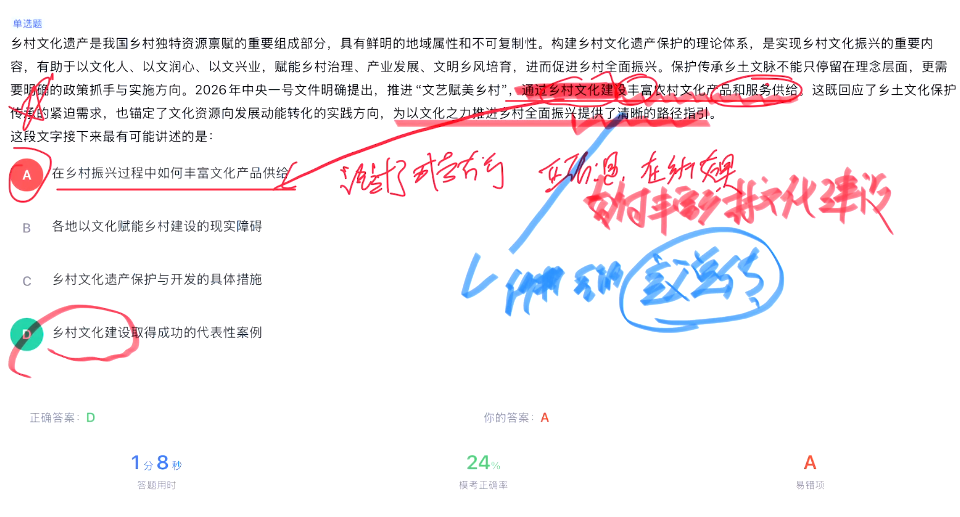 单选题
乡村文化遗产是我国乡村独特资源禀赋的重要组成部分，具有鲜明的地域属性和不可复制性。构建乡村文化遗产保护的理论体系，是实现乡村文化振兴的重要内
容，有助于以文化人、以文润心、以文兴业，赋能乡村治理、产业发展、文明乡风培育，进而促进乡村全面振兴。保护传承乡土文脉不能只停留在理念层面，更需
要明确的政策抓手与实施方向。2026年中央一号文件明确提出，推进“文艺赋美乡村”，通过乡村文化建设丰富农村文化产品和服务供给。这既回应了乡土文化保护
传承的紧迫需求，也锚定了文化资源向发展动能转化的实践方向，为以文化之力推进乡村全面振兴提供了清晰的路径指引。
这段文字接下来最有可能讲述的是：
A 在乡村振兴过程中如何丰富文化产品供给
B 各地以文化赋能乡村建设的现实障碍
C 乡村文化遗产保护与开发的具体措施
D 乡村文化建设取得成功的代表性案例
乡村文化建设
正确答案：D
你的答案：A
1分8秒
24%
A
答题用时
模考正确率
易错项